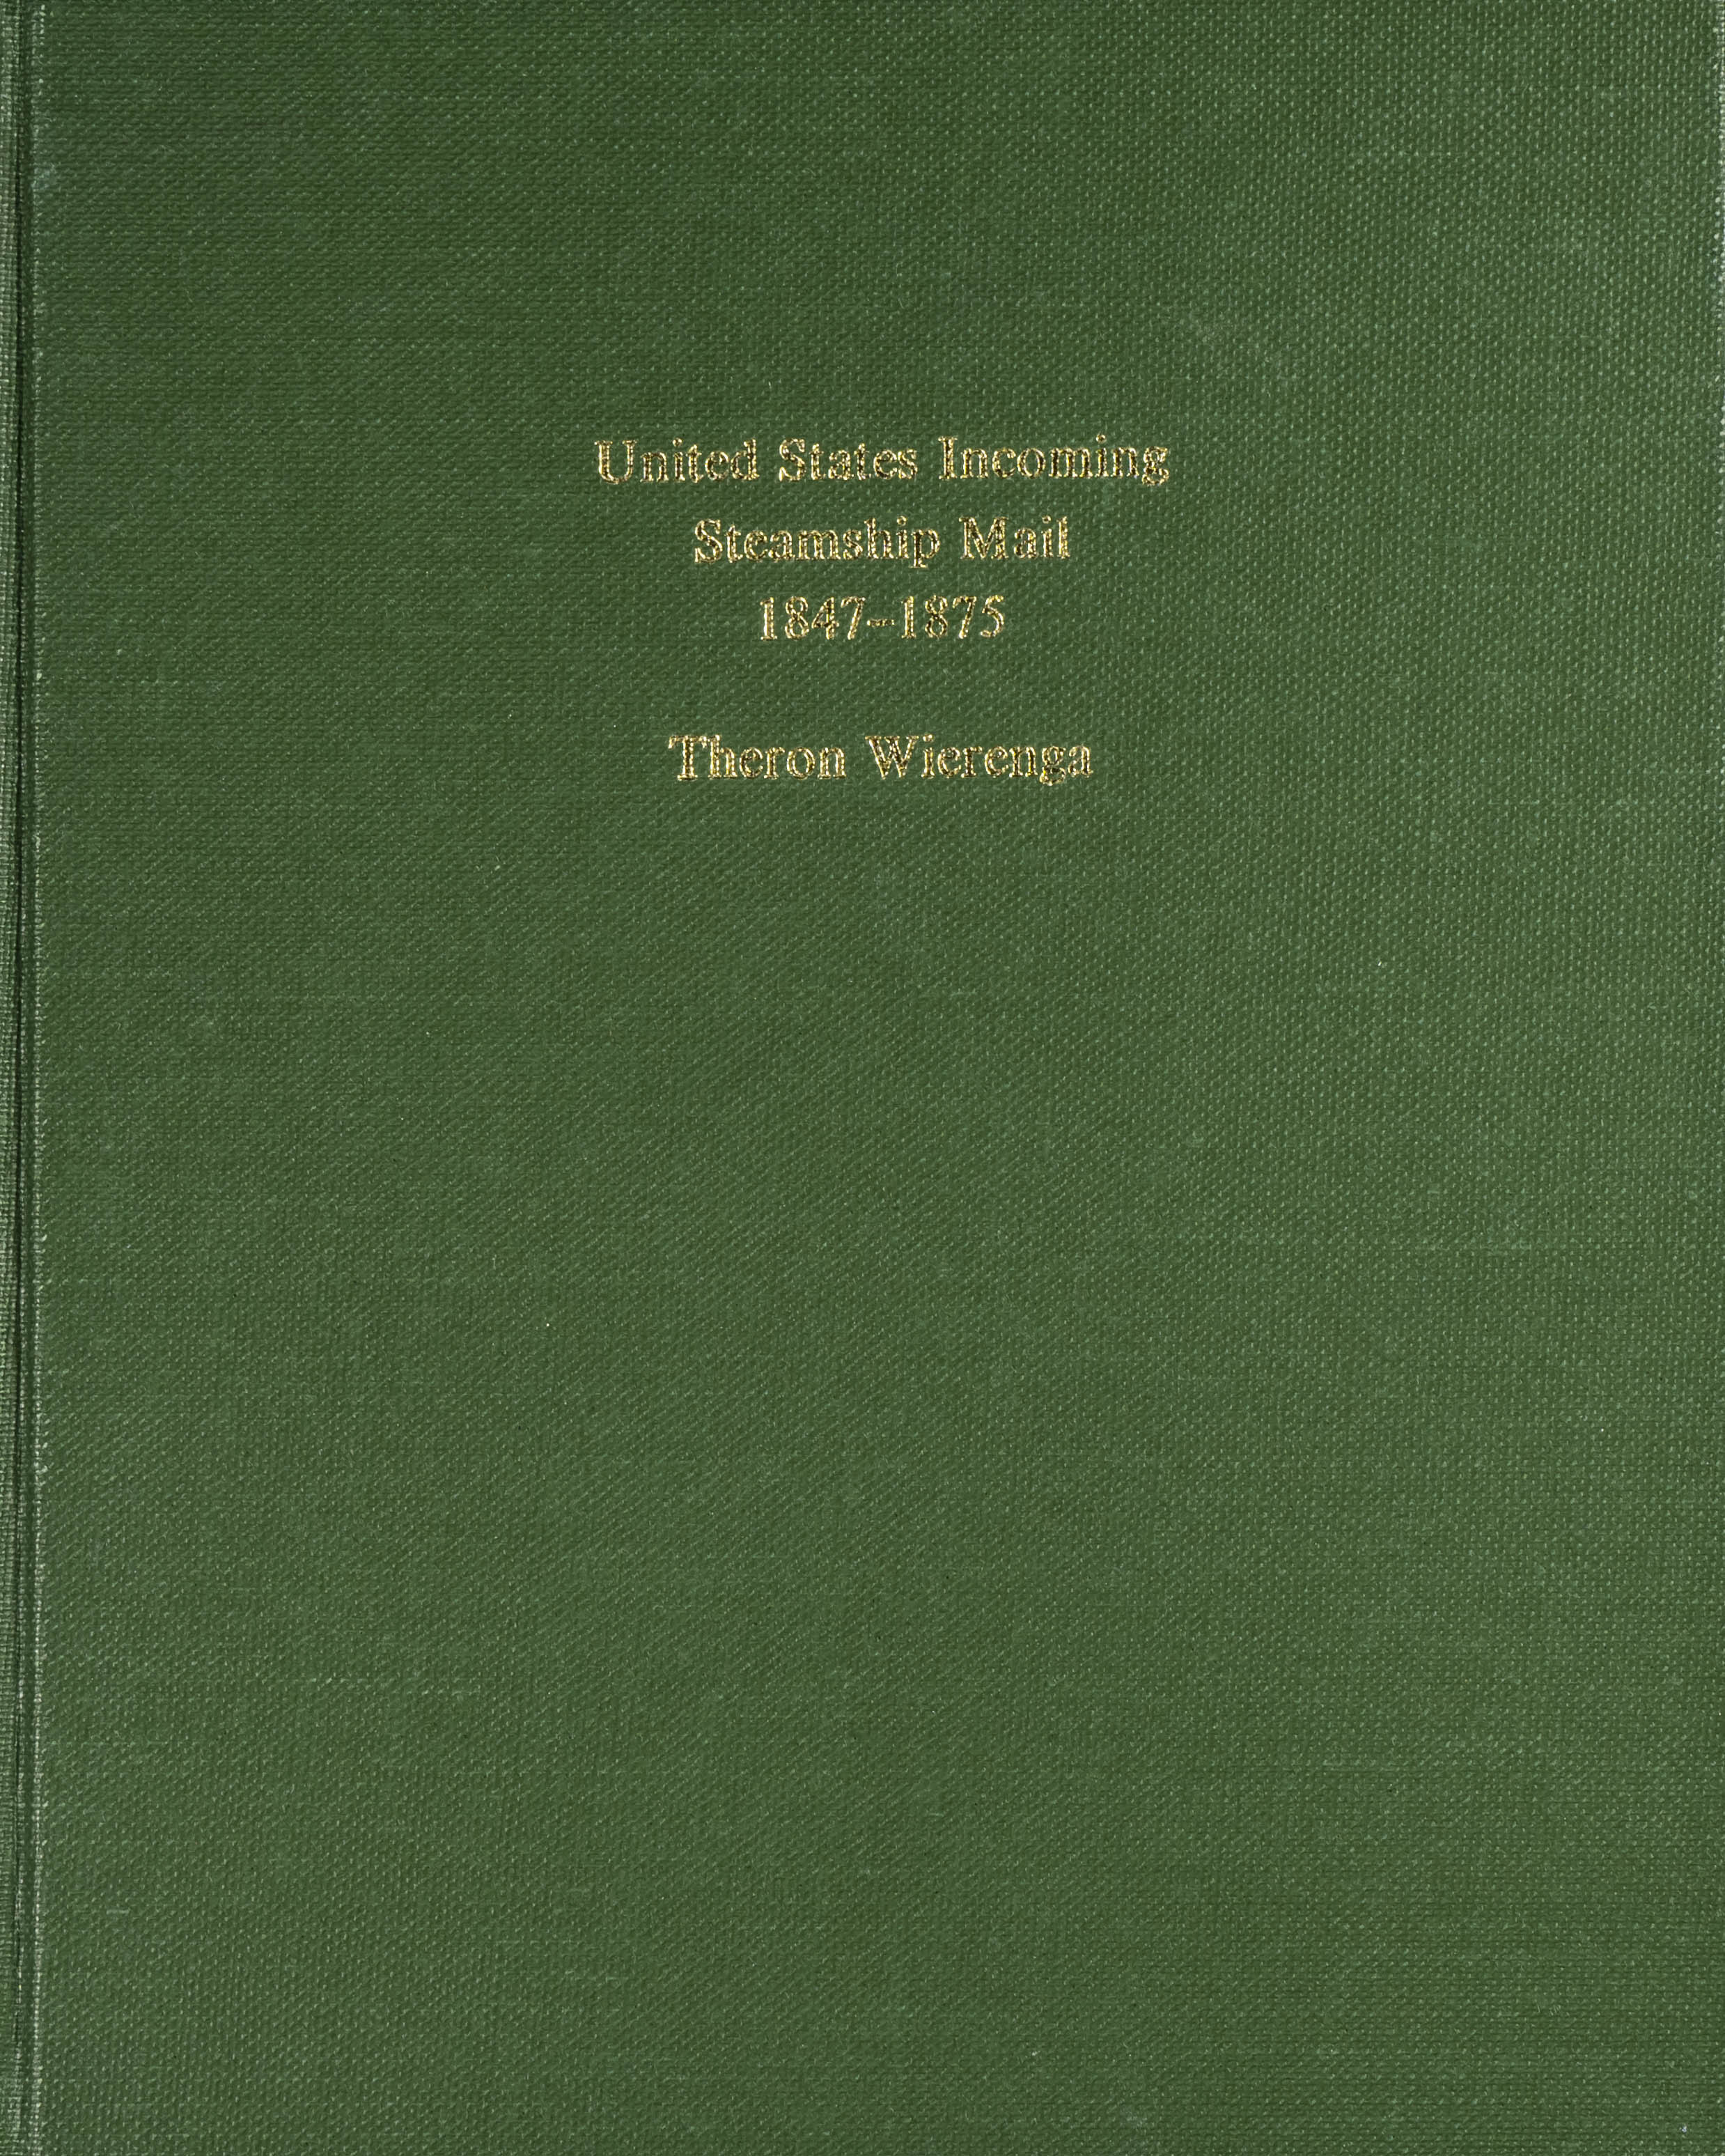 United States Incoming
Steamship Mail
1847-1875
Theron Wierenga